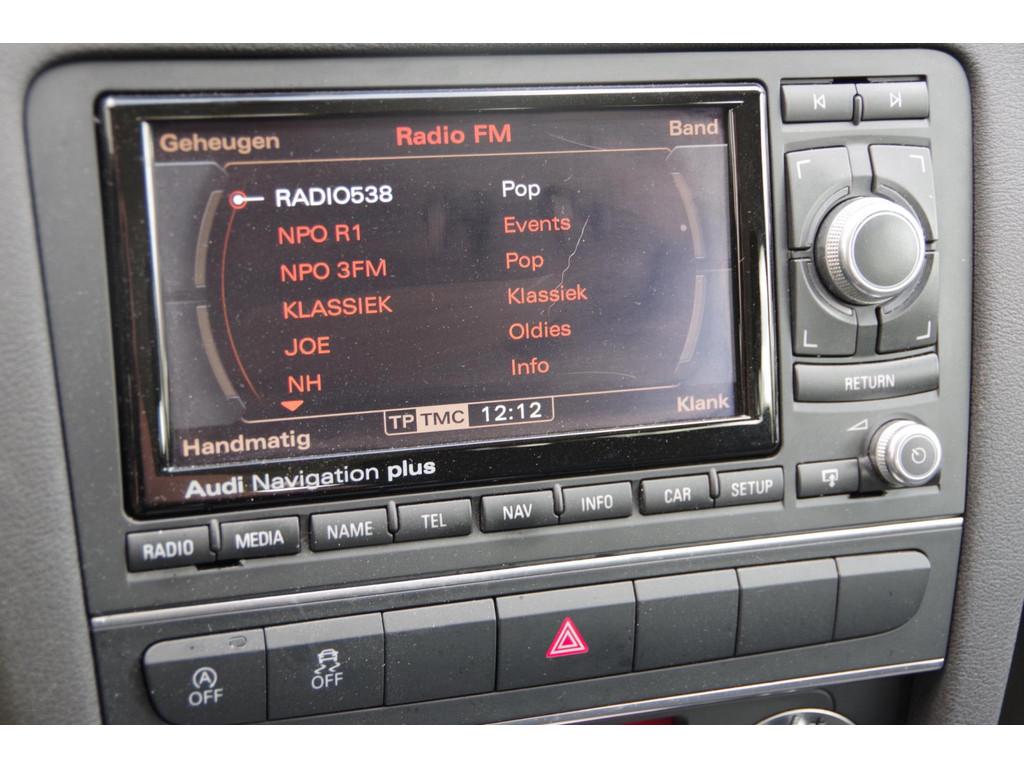 Geheugen Radio FM Band
RADIO538 Pop
NPO R1 Events
NPO 3FM Pop
KLASSIEK Klassiek
JOE Oldies
NH Info
TP TMC 12:12
Handmatig Klank
Audi Navigation plus
RETURN
RADIO MEDIA NAME TEL NAV INFO CAR SETUP
A OFF OFF